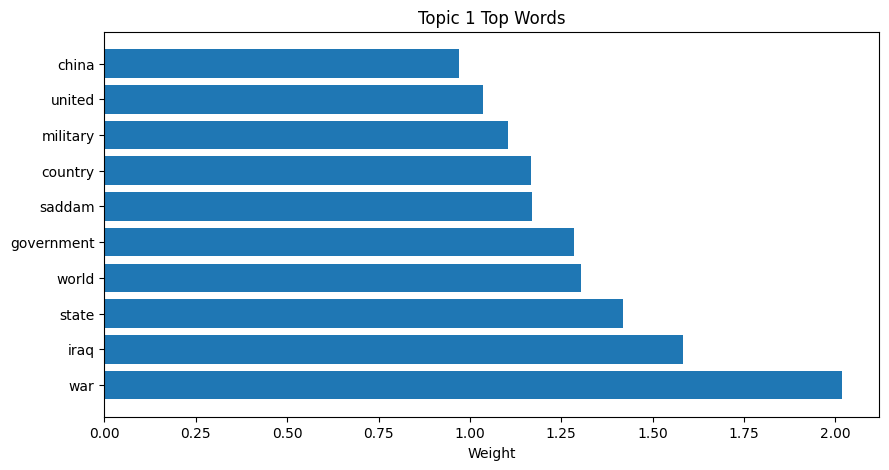 Topic 1 Top Words
china
united
military
country
saddam
government
world
state
iraq
war
0.00 0.25 0.50 0.75 1.00 1.25 1.50 1.75 2.00
Weight